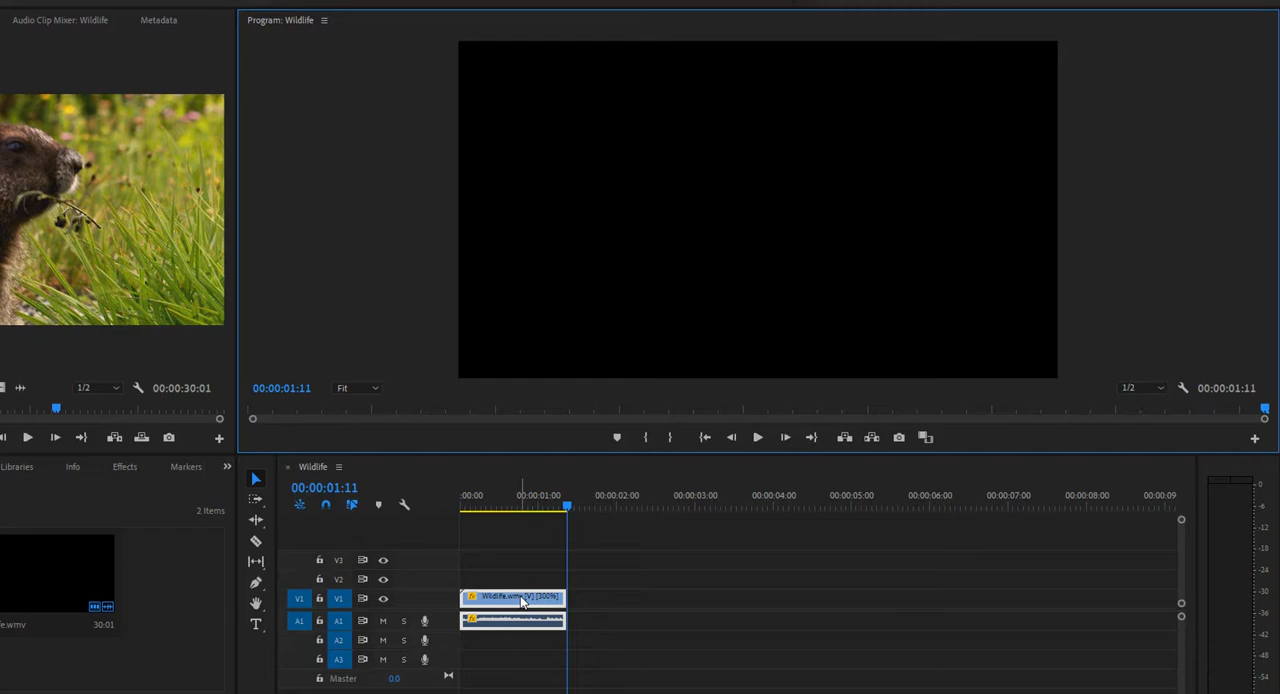 Audio Clip Mixer: Wildlife
Metadata
Program: Wildlife
1/2
00:00:30:01
00:00:01:11
Fit
1/2
00:00:01:11
Libraries
Info
Effects
Markers
2 Items
e.wmv
30:01
× Wildlife
00:00:01:11
:00:00
00:00:01:00
00:00:02:00
00:00:03:00
00:00:04:00
00:00:05:00
00:00:06:00
00:00:07:00
00:00:08:00
00:00:09
V3
V2
V1 V1
fx Wildlife.wmv [V] [300%]
A1 A1 M S
fx
A2 M S
A3 M S
Master 0.0
0
-6
-12
-18
-24
-30
-36
-42
-48
-54